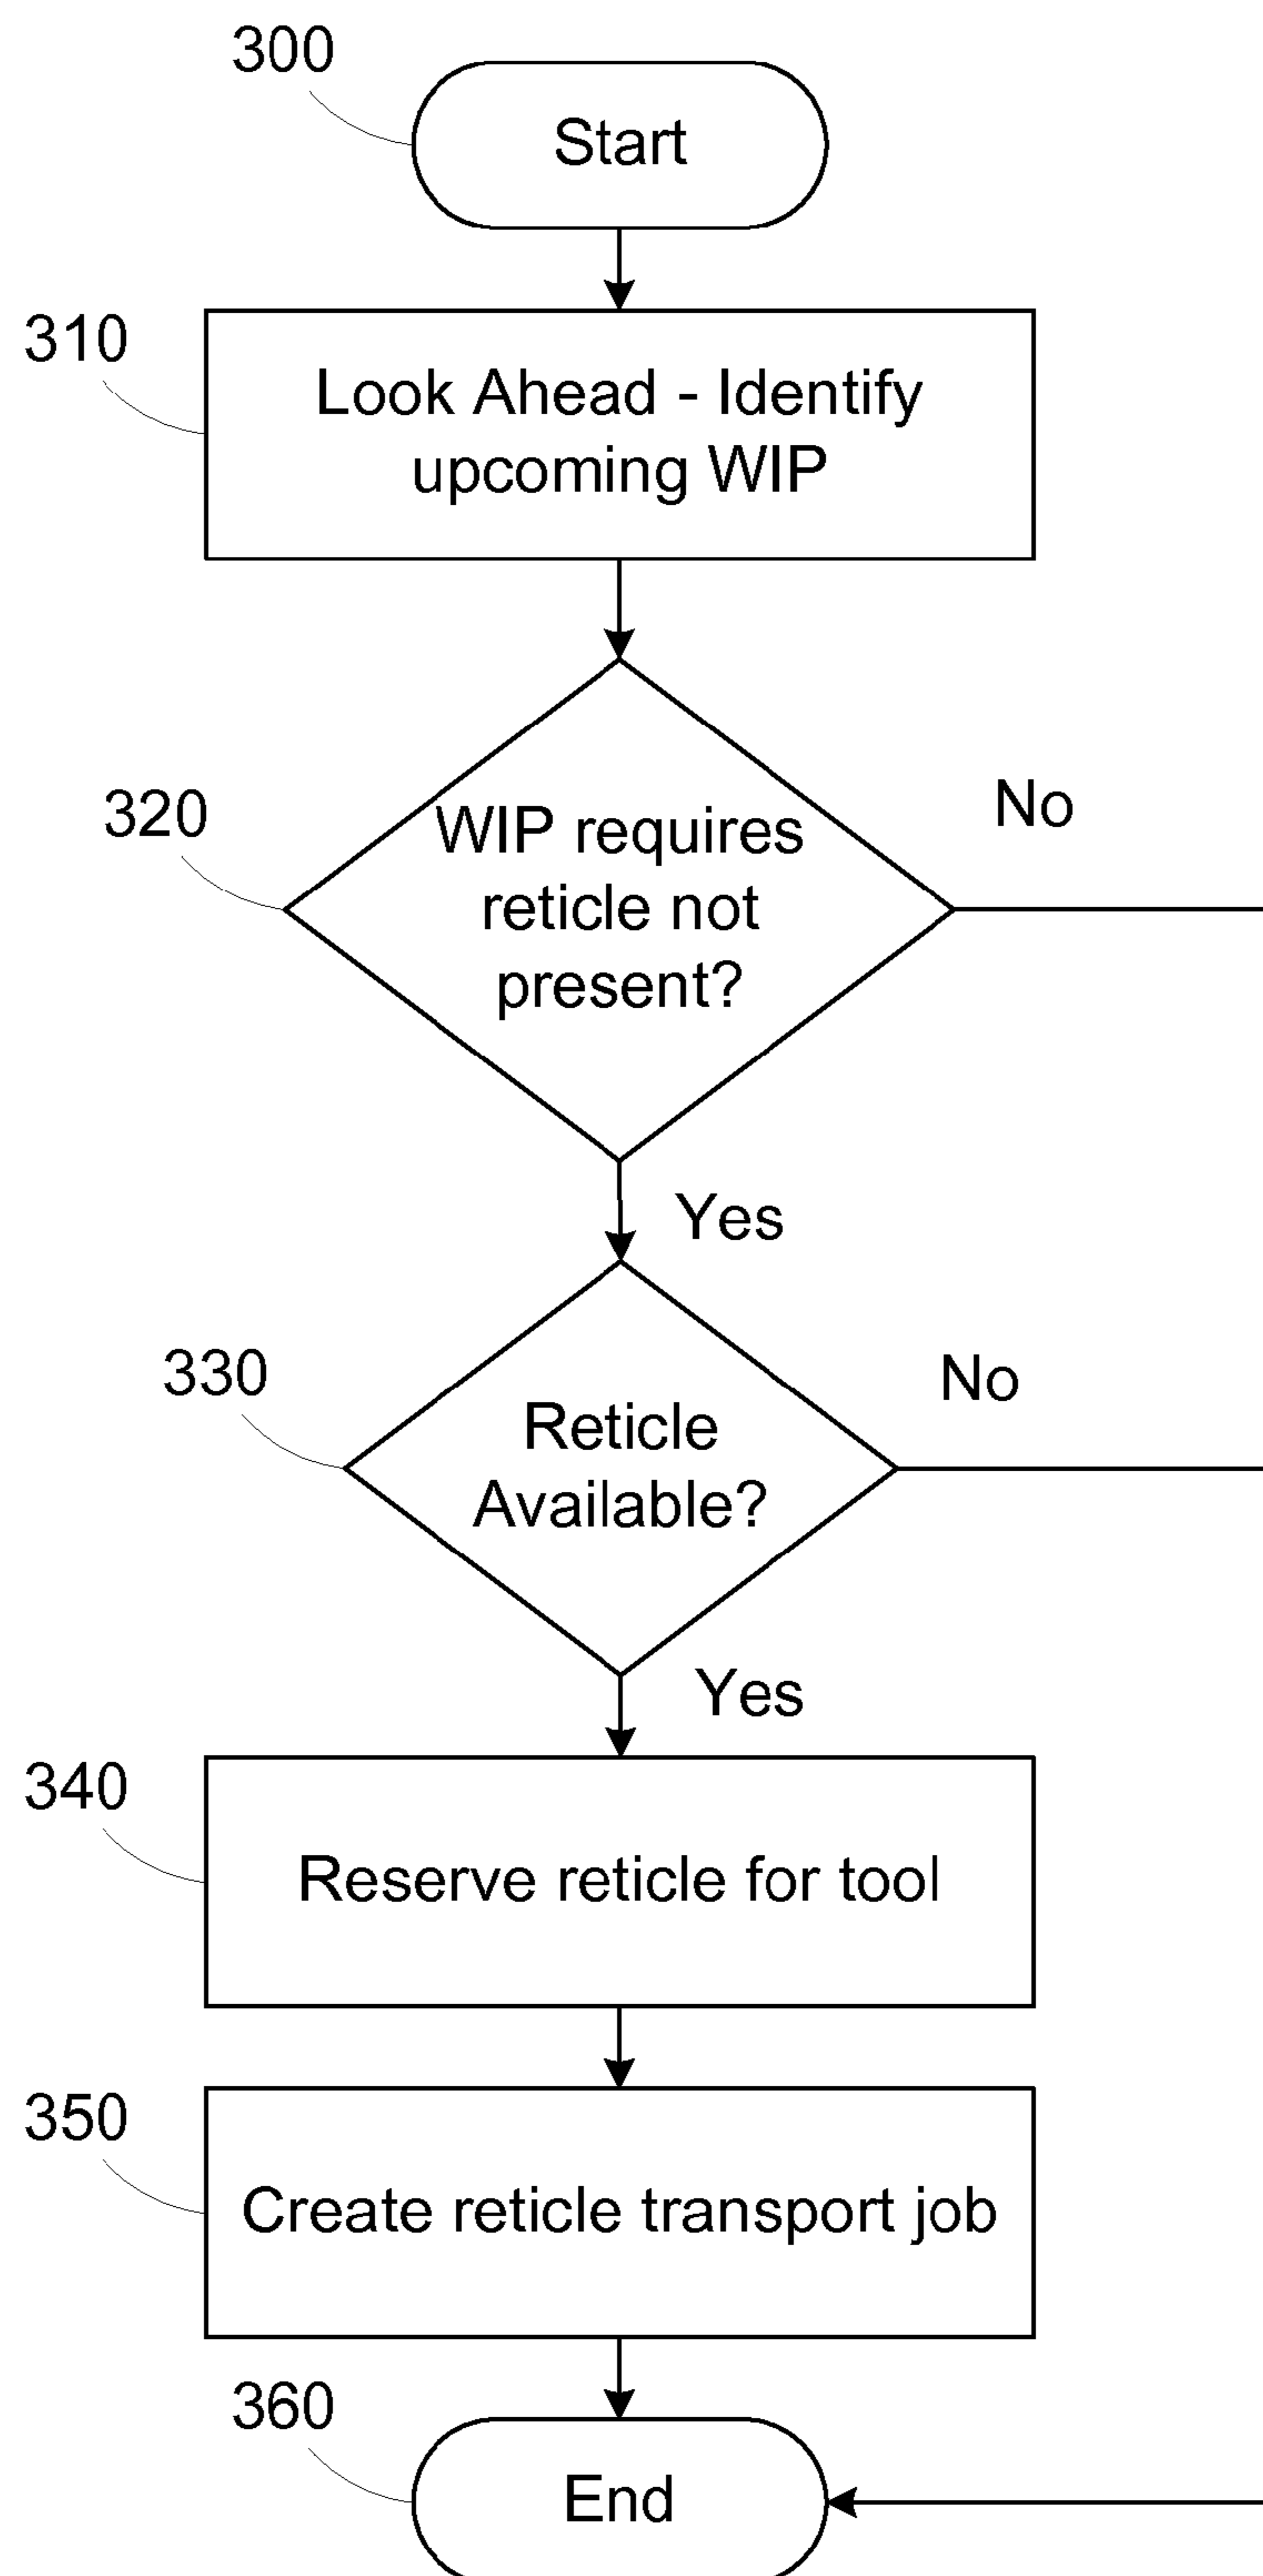 300
Start
310
Look Ahead - Identify
upcoming WIP
320
WIP requires
reticle not
present?
No
Yes
330
Reticle
Available?
No
Yes
340
Reserve reticle for tool
350
Create reticle transport job
360
End